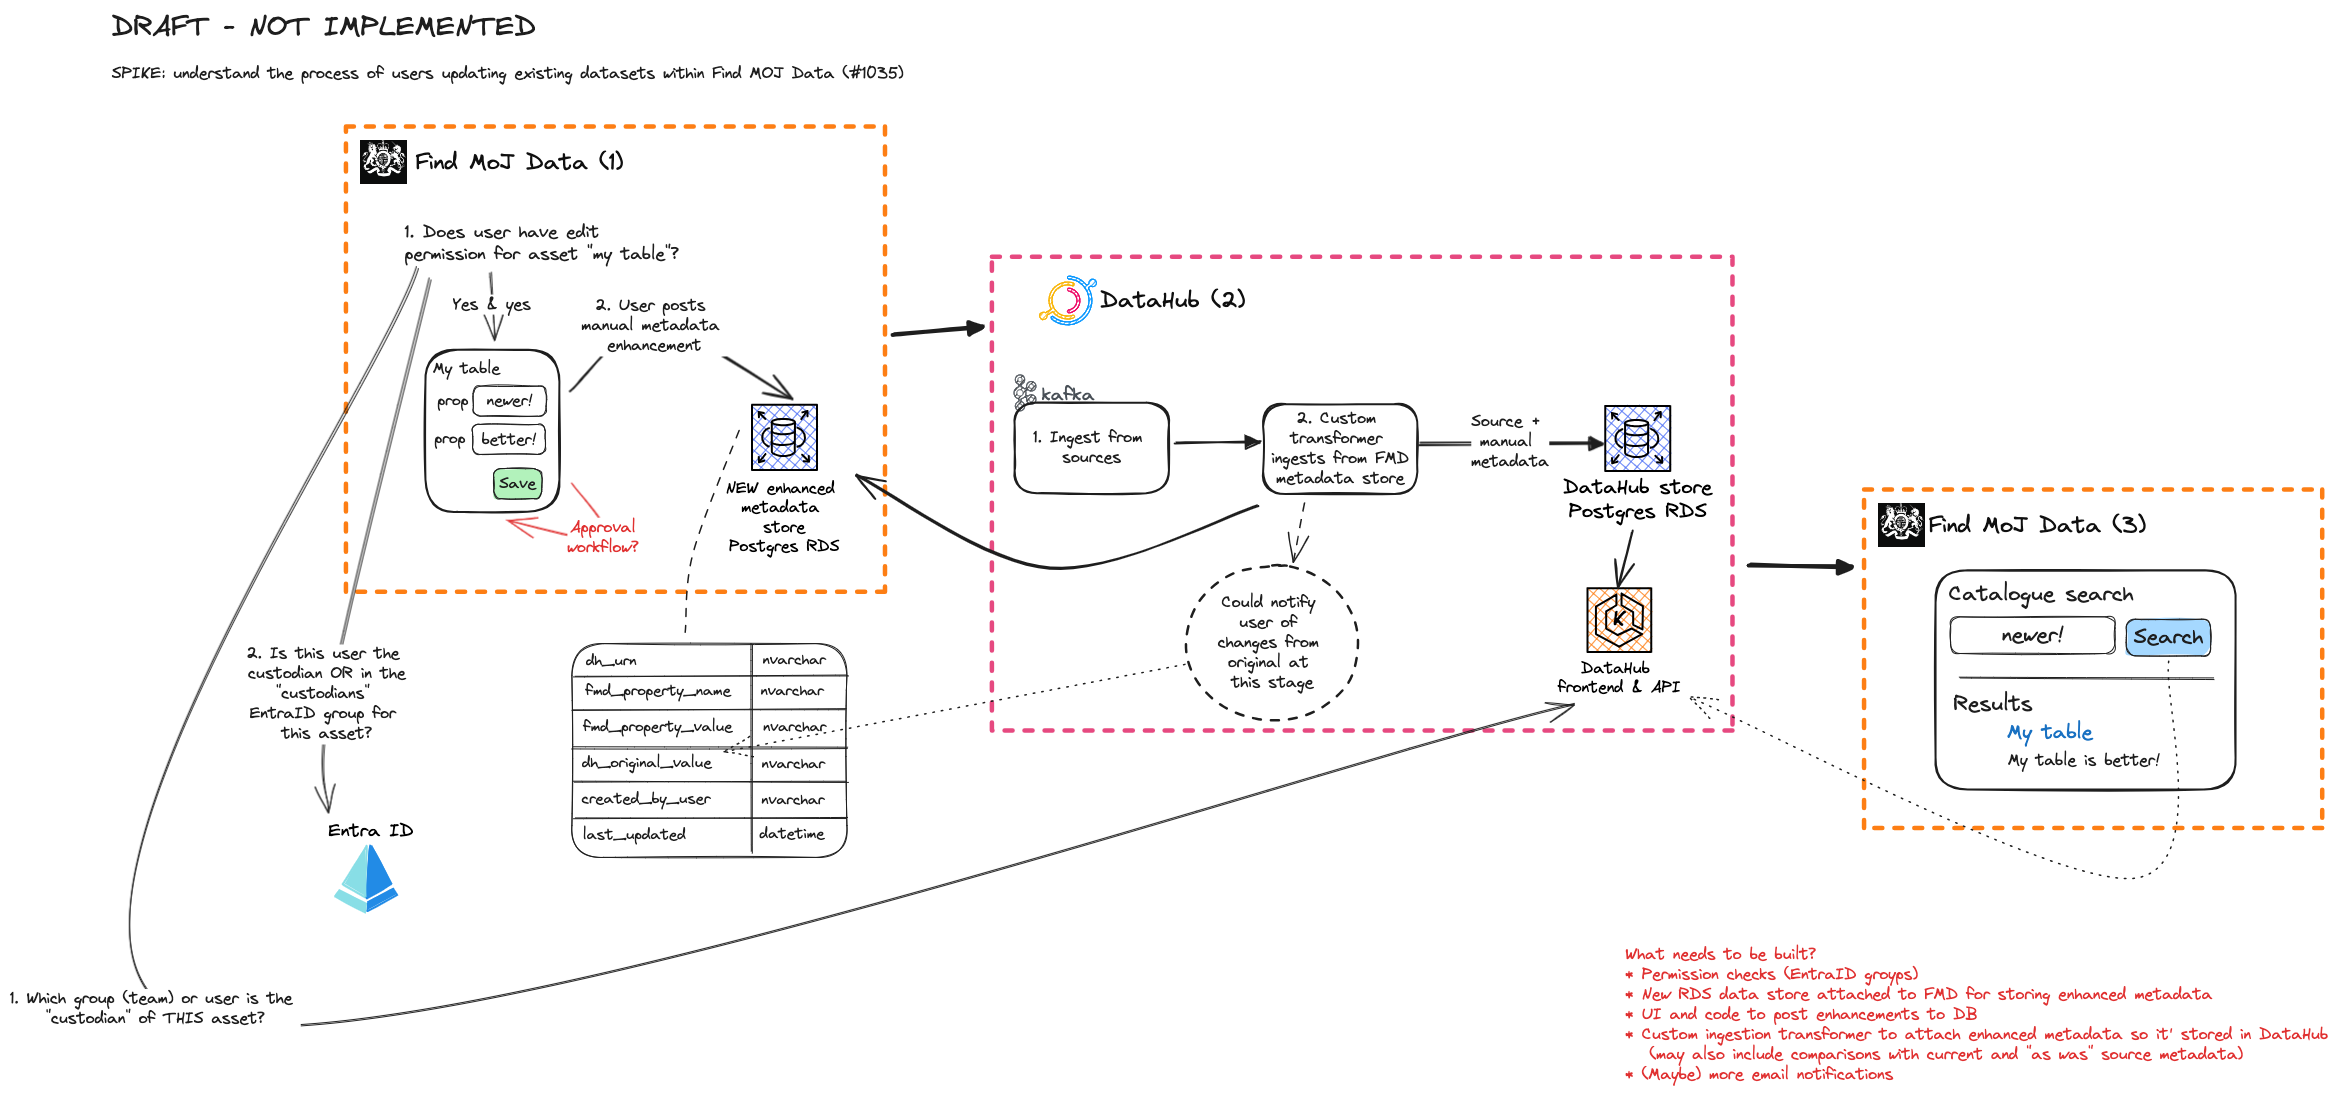 DRAFT - NOT IMPLEMENTED
SPIKE: understand the process of users updating existing datasets within Find MOJ Data (#1035)
Find MoJ Data (1)
1. Does user have edit
permission for asset "my table"?
Yes & yes
2. User posts
manual metadata
enhancement
My table
prop newer!
prop better!
Save
Approval
workflow?
NEW enhanced
metadata
store
Postgres RDS
2. Is this user the
custodian OR in the
"custodians"
EntraID group for
this asset?
Entra ID
1. Which group (team) or user is the
"custodian" of THIS asset?
dh_urn nvarchar
fmd_property_name nvarchar
fmd_property_value nvarchar
dh_original_value nvarchar
created_by_user nvarchar
last_updated datetime
DataHub (2)
kafka
1. Ingest from
sources
2. Custom
transformer
ingests from FMD
metadata store
Source +
manual
metadata
DataHub store
Postgres RDS
Could notify
user of
changes from
original at
this stage
K
DataHub
frontend & API
Find MoJ Data (3)
Catalogue search
newer! Search
Results
My table
My table is better!
What needs to be built?
* Permission checks (EntraID groyps)
* New RDS data store attached to FMD for storing enhanced metadata
* UI and code to post enhancements to DB
* Custom ingestion transformer to attach enhanced metadata so it' stored in DataHub
(may also include comparisons with current and "as was" source metadata)
* (Maybe) more email notifications